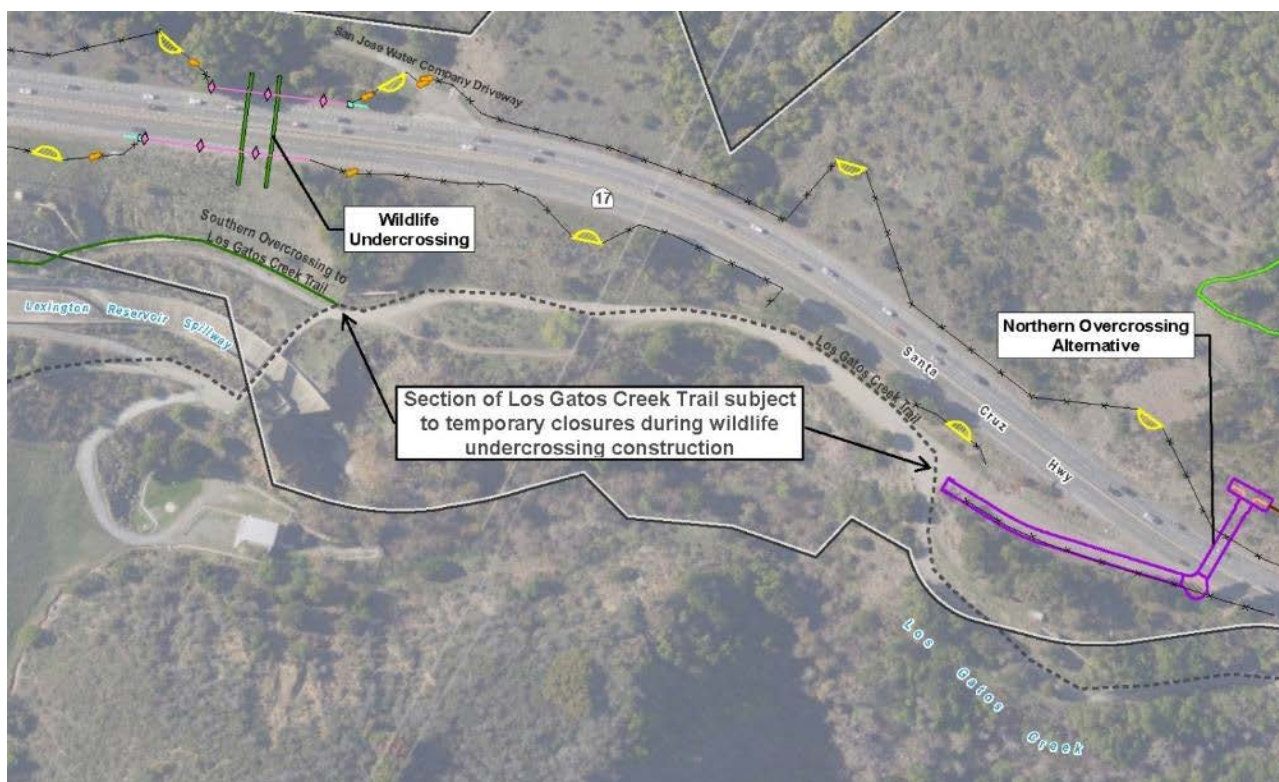 San Jose Water Company Driveway
17
Wildlife
Undercrossing
Southern Overcrossing to
Los Gatos Creek Trail
Lexington Reservoir Spillway
Northern Overcrossing
Alternative
Los Gatos Creek Trail
Santa Cruz Hwy
Section of Los Gatos Creek Trail subject
to temporary closures during wildlife
undercrossing construction
Los Gatos Creek